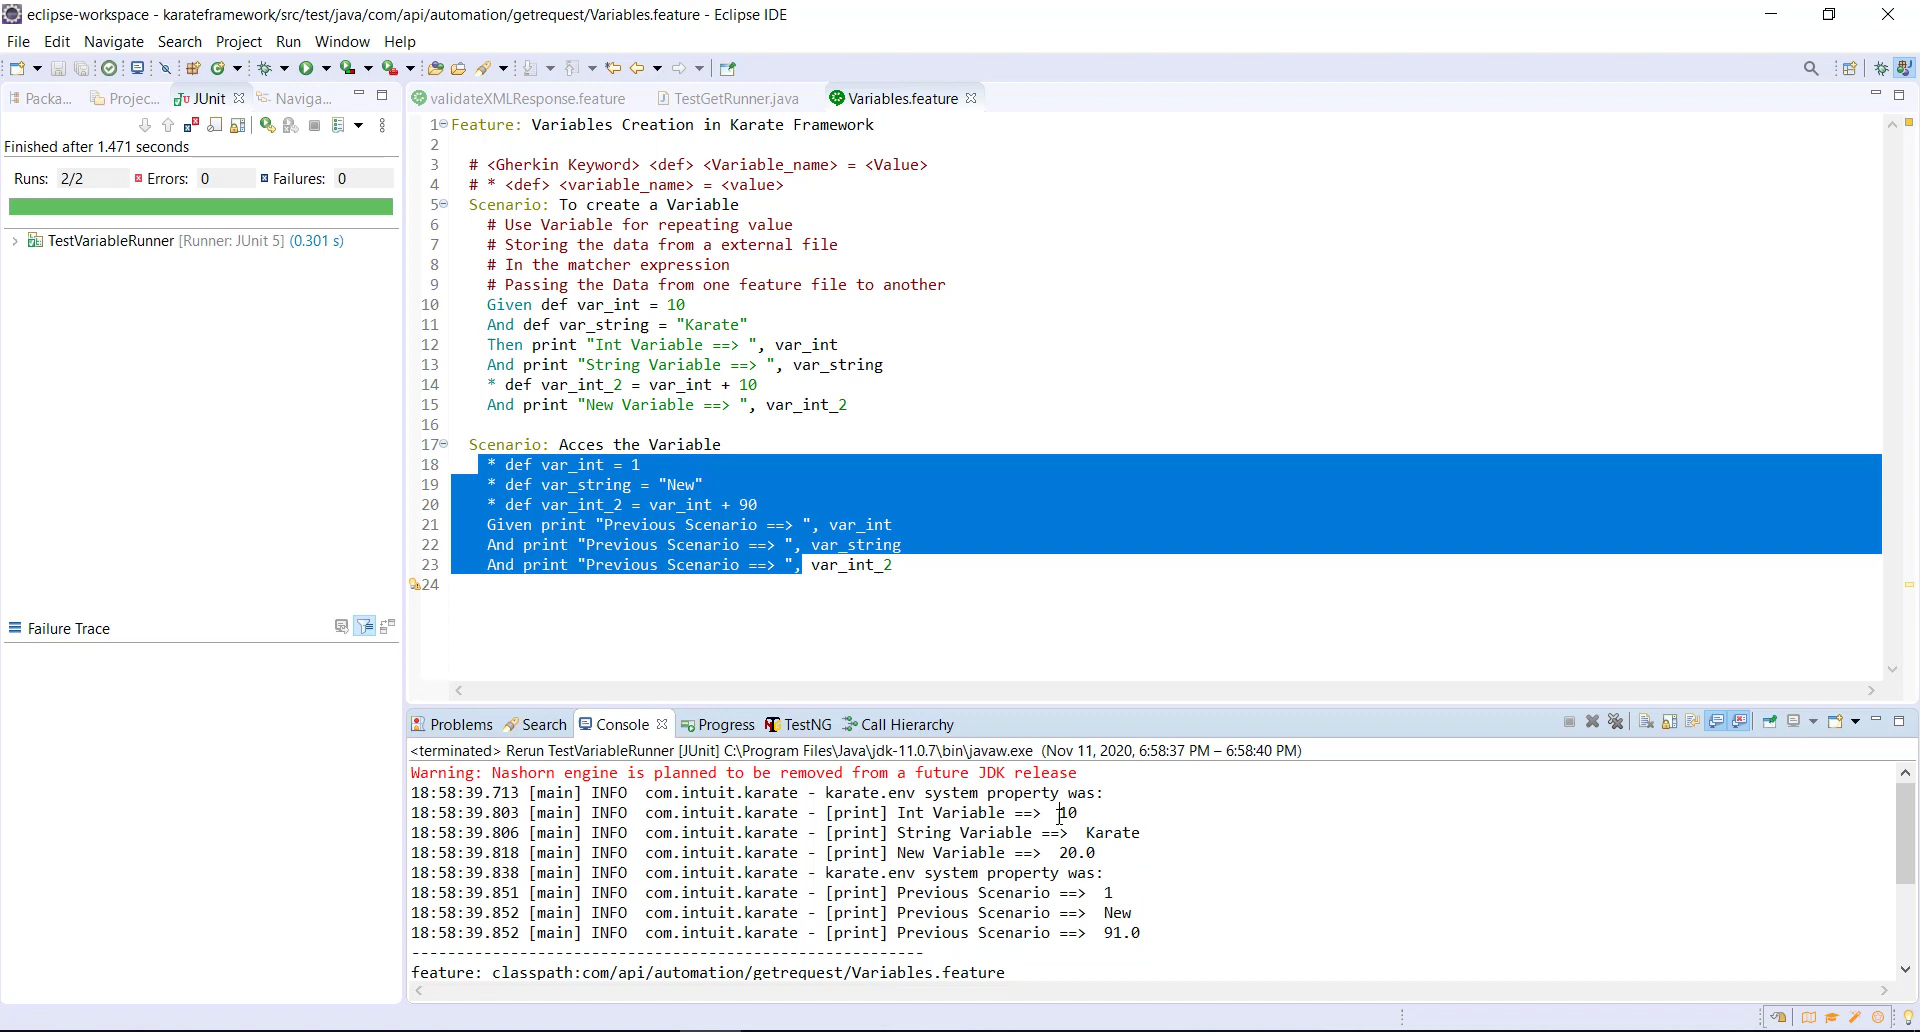 eclipse-workspace - karateframework/src/test/java/com/api/automation/getrequest/Variables.feature - Eclipse IDE
File Edit Navigate Search Project Run Window Help
Packa... Projec... JUnit Naviga...
validateXMLResponse.feature TestGetRunner.java Variables.feature
Finished after 1.471 seconds
Runs: 2/2 Errors: 0 Failures: 0
TestVariableRunner [Runner: JUnit 5] (0.301 s)
Failure Trace
1 Feature: Variables Creation in Karate Framework
2
3 # <Gherkin Keyword> <def> <Variable_name> = <Value>
4 # * <def> <variable_name> = <value>
5 Scenario: To create a Variable
6 # Use Variable for repeating value
7 # Storing the data from a external file
8 # In the matcher expression
9 # Passing the Data from one feature file to another
10 Given def var_int = 10
11 And def var_string = "Karate"
12 Then print "Int Variable ==> ", var_int
13 And print "String Variable ==> ", var_string
14 * def var_int_2 = var_int + 10
15 And print "New Variable ==> ", var_int_2
16
17 Scenario: Acces the Variable
18 * def var_int = 1
19 * def var_string = "New"
20 * def var_int_2 = var_int + 90
21 Given print "Previous Scenario ==> ", var_int
22 And print "Previous Scenario ==> ", var_string
23 And print "Previous Scenario ==> ", var_int_2
24
Problems Search Console Progress TestNG Call Hierarchy
<terminated> Rerun TestVariableRunner [JUnit] C:\Program Files\Java\jdk-11.0.7\bin\javaw.exe (Nov 11, 2020, 6:58:37 PM – 6:58:40 PM)
Warning: Nashorn engine is planned to be removed from a future JDK release
18:58:39.713 [main] INFO com.intuit.karate - karate.env system property was:
18:58:39.803 [main] INFO com.intuit.karate - [print] Int Variable ==> 10
18:58:39.806 [main] INFO com.intuit.karate - [print] String Variable ==> Karate
18:58:39.818 [main] INFO com.intuit.karate - [print] New Variable ==> 20.0
18:58:39.838 [main] INFO com.intuit.karate - karate.env system property was:
18:58:39.851 [main] INFO com.intuit.karate - [print] Previous Scenario ==> 1
18:58:39.852 [main] INFO com.intuit.karate - [print] Previous Scenario ==> New
18:58:39.852 [main] INFO com.intuit.karate - [print] Previous Scenario ==> 91.0
---------------------------------------------------------
feature: classpath:com/api/automation/getrequest/Variables.feature